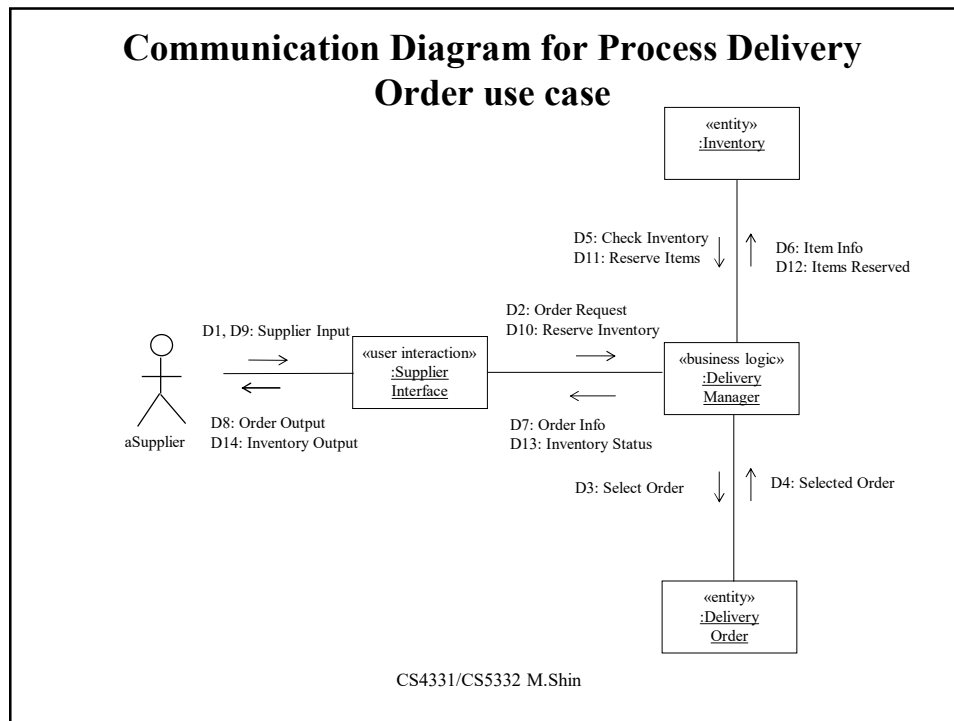 Communication Diagram for Process Delivery
Order use case
«entity»
:Inventory
D5: Check Inventory
D11: Reserve Items
D6: Item Info
D12: Items Reserved
D1, D9: Supplier Input
D2: Order Request
D10: Reserve Inventory
«user interaction»
:Supplier
Interface
«business logic»
:Delivery
Manager
aSupplier
D8: Order Output
D14: Inventory Output
D7: Order Info
D13: Inventory Status
D3: Select Order
D4: Selected Order
«entity»
:Delivery
Order
CS4331/CS5332 M.Shin